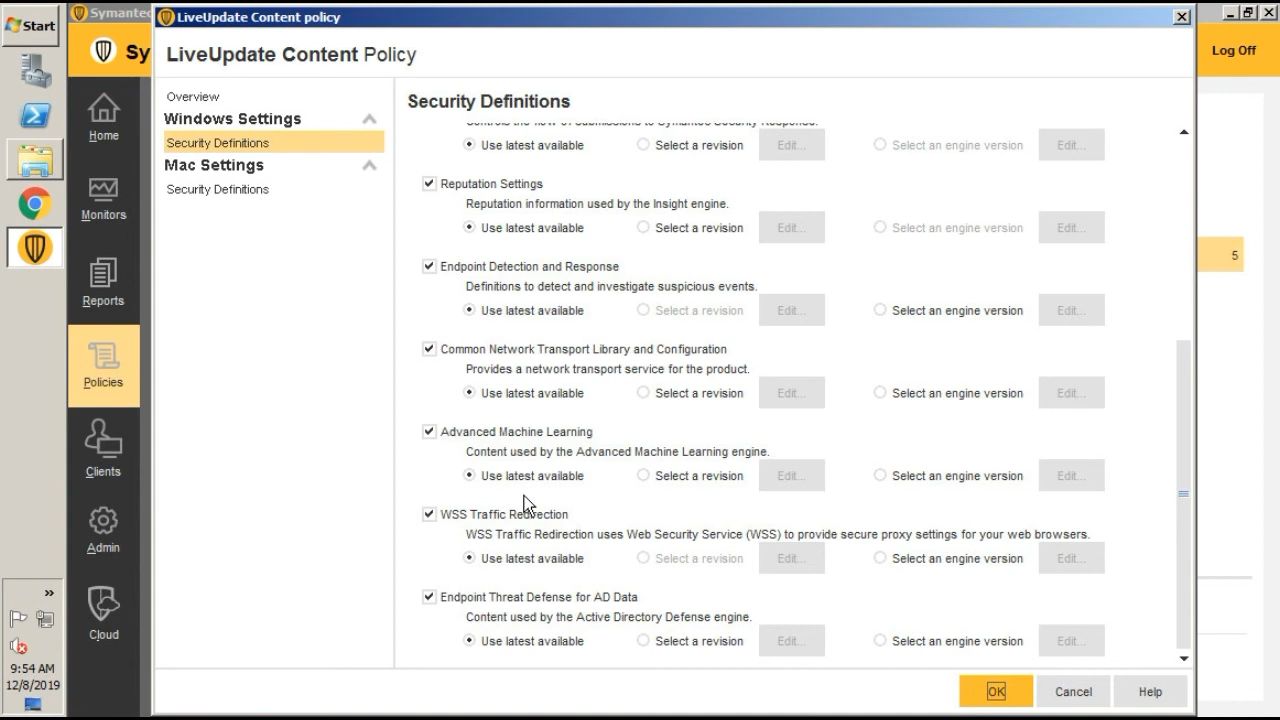 Start
Symantec
LiveUpdate Content policy
Sy
LiveUpdate Content Policy
Log Off
Home
Monitors
Reports
Policies
Clients
Admin
Cloud
»
9:54 AM
12/8/2019
Overview
Windows Settings
Security Definitions
Mac Settings
Security Definitions
Security Definitions
Controls the flow of submissions to Symantec Security Response.
Use latest available Select a revision Edit... Select an engine version Edit...
Reputation Settings
Reputation information used by the Insight engine.
Use latest available Select a revision Edit... Select an engine version Edit...
Endpoint Detection and Response
Definitions to detect and investigate suspicious events.
Use latest available Select a revision Edit... Select an engine version Edit...
Common Network Transport Library and Configuration
Provides a network transport service for the product.
Use latest available Select a revision Edit... Select an engine version Edit...
Advanced Machine Learning
Content used by the Advanced Machine Learning engine.
Use latest available Select a revision Edit... Select an engine version Edit...
WSS Traffic Redirection
WSS Traffic Redirection uses Web Security Service (WSS) to provide secure proxy settings for your web browsers.
Use latest available Select a revision Edit... Select an engine version Edit...
Endpoint Threat Defense for AD Data
Content used by the Active Directory Defense engine.
Use latest available Select a revision Edit... Select an engine version Edit...
5
OK Cancel Help